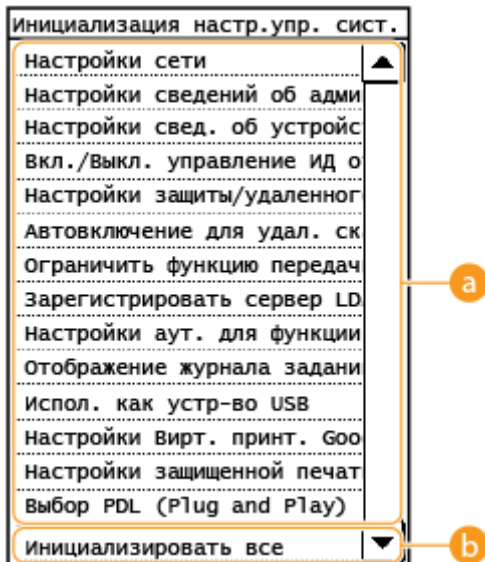 Инициализация настр.упр. сист.
Настройки сети
Настройки сведений об адми
Настройки свед. об устройс
Вкл./Выкл. управление ИД о
Настройки защиты/удаленног
Автовключение для удал. ск
Ограничить функцию передач
a
Зарегистрировать сервер LD
Настройки аут. для функции
Отображение журнала задани
Испол. как устр-во USB
Настройки Вирт. принт. Goo
Настройки защищенной печат
Выбор PDL (Plug and Play)
Инициализировать все
b